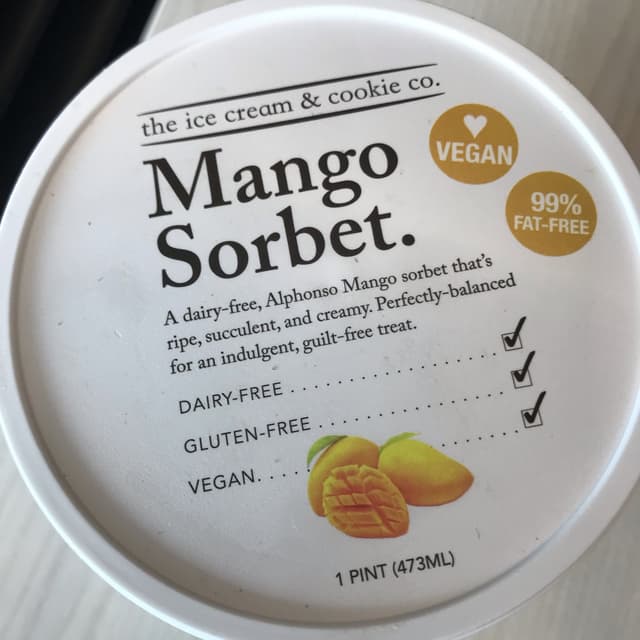 the ice cream & cookie co.
Mango
Sorbet.
VEGAN
99%
FAT-FREE
A dairy-free, Alphonso Mango sorbet that's
ripe, succulent, and creamy. Perfectly-balanced
for an indulgent, guilt-free treat.
DAIRY-FREE
GLUTEN-FREE
VEGAN
1 PINT (473ML)